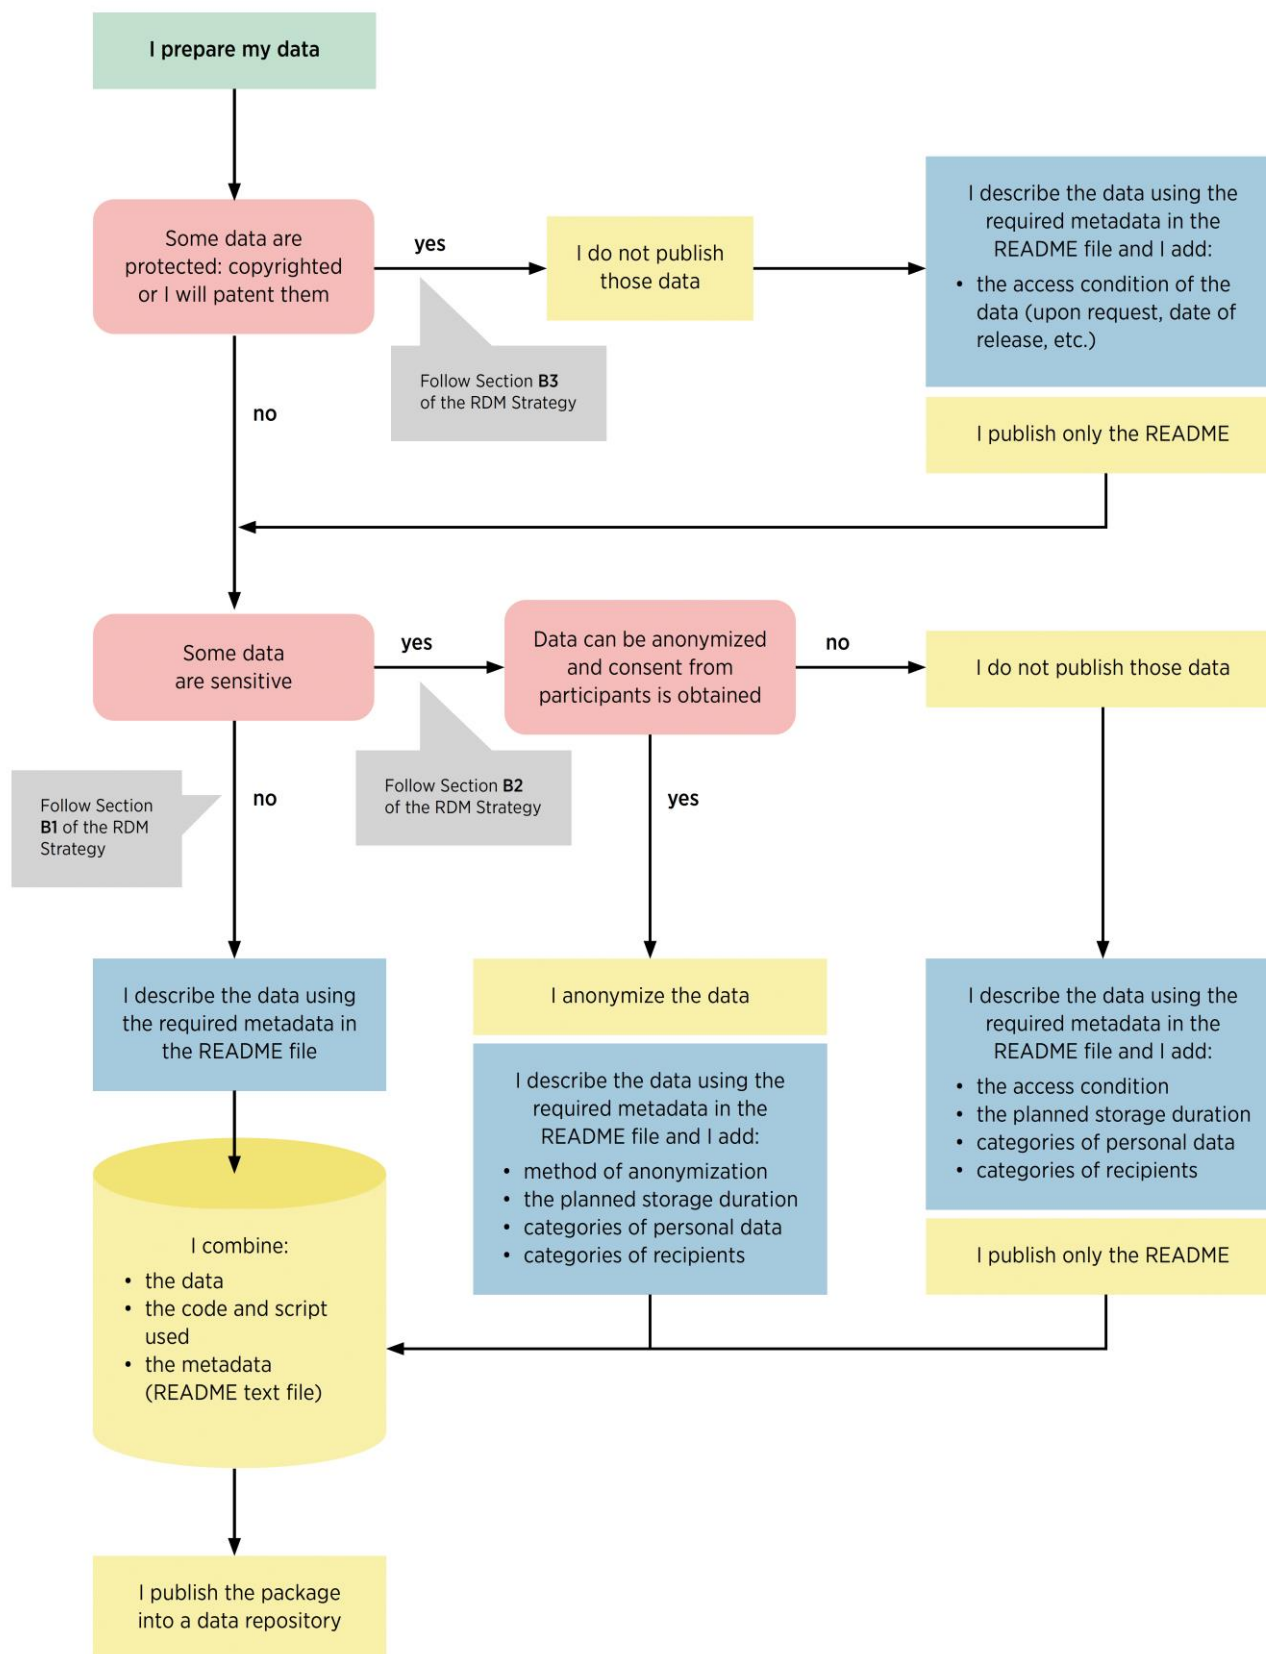 I prepare my data
Some data are
protected: copyrighted
or I will patent them
yes
I do not publish
those data
I describe the data using the
required metadata in the
README file and I add:
• the access condition of the
data (upon request, date of
release, etc.)
Follow Section B3
of the RDM Strategy
no
I publish only the README
Some data
are sensitive
yes
Data can be anonymized
and consent from
participants is obtained
no
I do not publish those data
Follow Section B2
of the RDM Strategy
Follow Section
B1 of the RDM
Strategy
no
yes
I describe the data using
the required metadata in
the README file
I anonymize the data
I describe the data using the
required metadata in the
README file and I add:
• method of anonymization
• the planned storage duration
• categories of personal data
• categories of recipients
I describe the data using the
required metadata in the
README file and I add:
• the access condition
• the planned storage duration
• categories of personal data
• categories of recipients
I publish only the README
I combine:
• the data
• the code and script
used
• the metadata
(README text file)
I publish the package
into a data repository